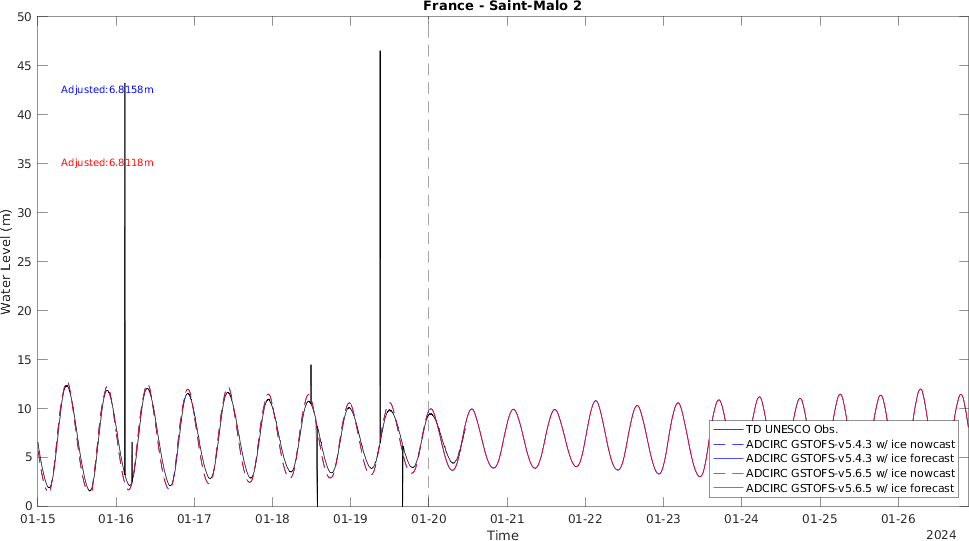 France - Saint-Malo 2
50
45
40
35
30
25
20
15
10
5
0
Water Level (m)
Adjusted:6.8158m
Adjusted:6.8118m
TD UNESCO Obs.
ADCIRC GSTOFS-v5.4.3 w/ ice nowcast
ADCIRC GSTOFS-v5.4.3 w/ ice forecast
ADCIRC GSTOFS-v5.6.5 w/ ice nowcast
ADCIRC GSTOFS-v5.6.5 w/ ice forecast
01-15 01-16 01-17 01-18 01-19 01-20 01-21 01-22 01-23 01-24 01-25 01-26
Time
2024